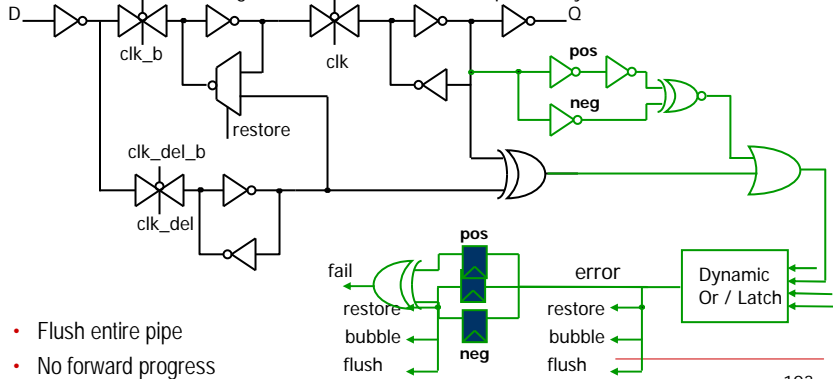 D
Q
clk_b
clk
pos
neg
restore
clk_del_b
clk_del
pos
fail
error
Dynamic
Or / Latch
restore
restore
bubble
bubble
neg
flush
flush
• Flush entire pipe
• No forward progress